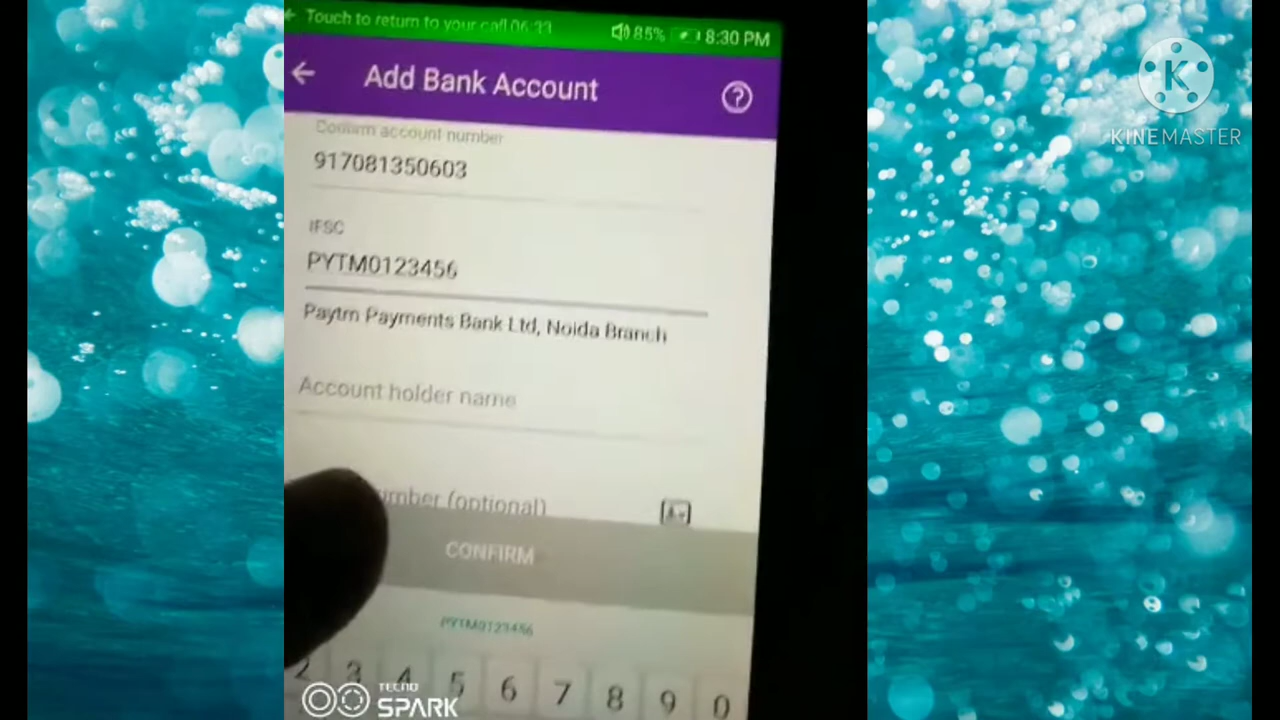 Touch to return to your call 06:33
85% 8:30 PM
Add Bank Account
?
Confirm account number
917081350603
IFSC
PYTM0123456
Paytm Payments Bank Ltd, Noida Branch
Account holder name
umber (optional)
CONFIRM
PYTM0123456
2 3 4 5 6 7 8 9 0
TECNO
SPARK
K
KINEMASTER